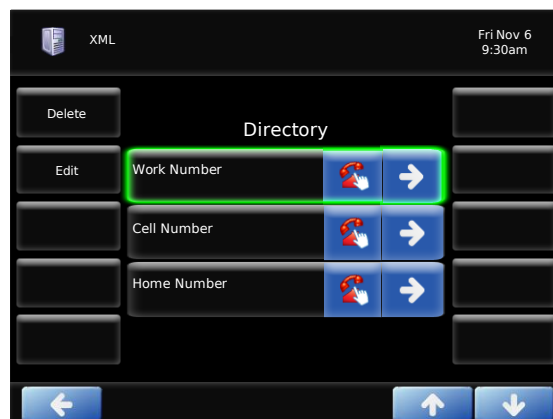 XML
Fri Nov 6
9:30am
Delete
Directory
Edit
Work Number
Cell Number
Home Number